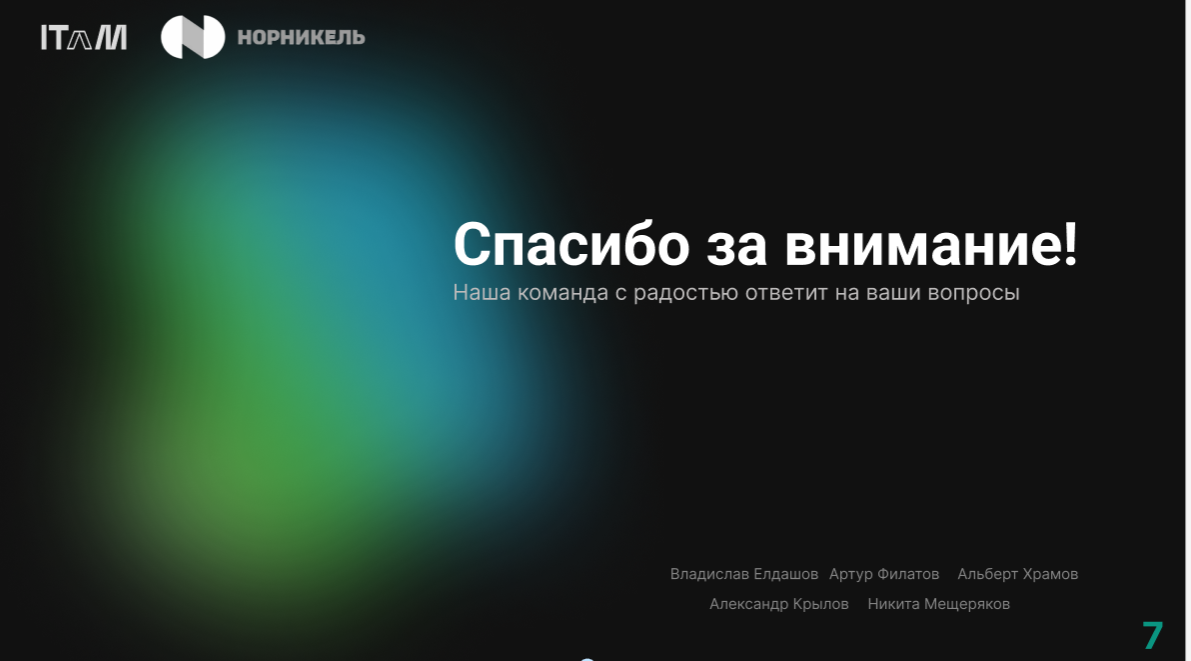 ITAM НОРНИКЕЛЬ
Спасибо за внимание!
Наша команда с радостью ответит на ваши вопросы
Владислав Елдашов Артур Филатов Альберт Храмов
Александр Крылов Никита Мещеряков
7